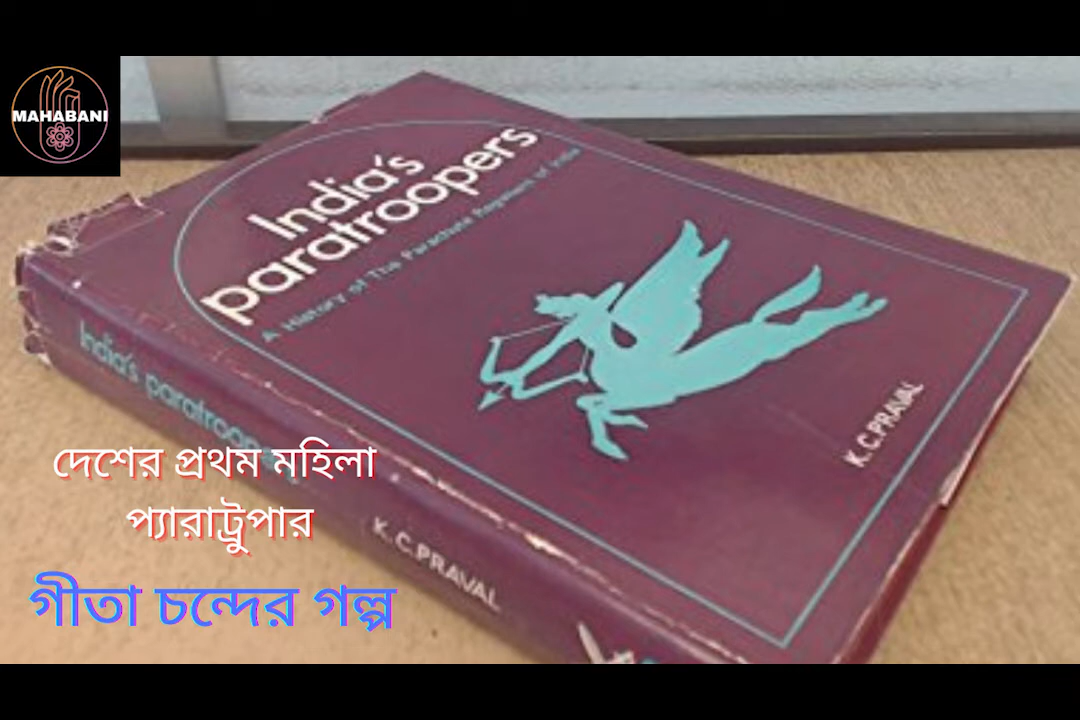 MAHABANI
India's
paratroopers
A History of The Parachute Regiment of India
K.C.PRAVAL
India's paratroopers
K.C.PRAVAL
দেশের প্রথম মহিলা
প্যারাট্রুপার
গীতা চন্দের গল্প